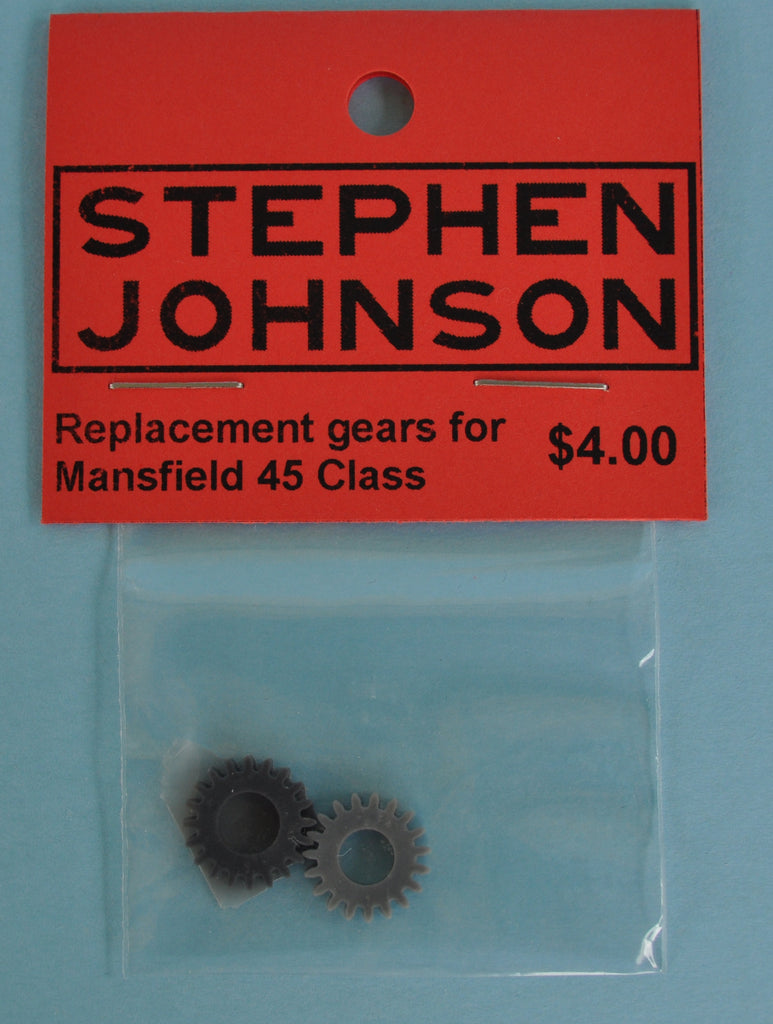 STEPHEN
JOHNSON
Replacement gears for
Mansfield 45 Class
$4.00